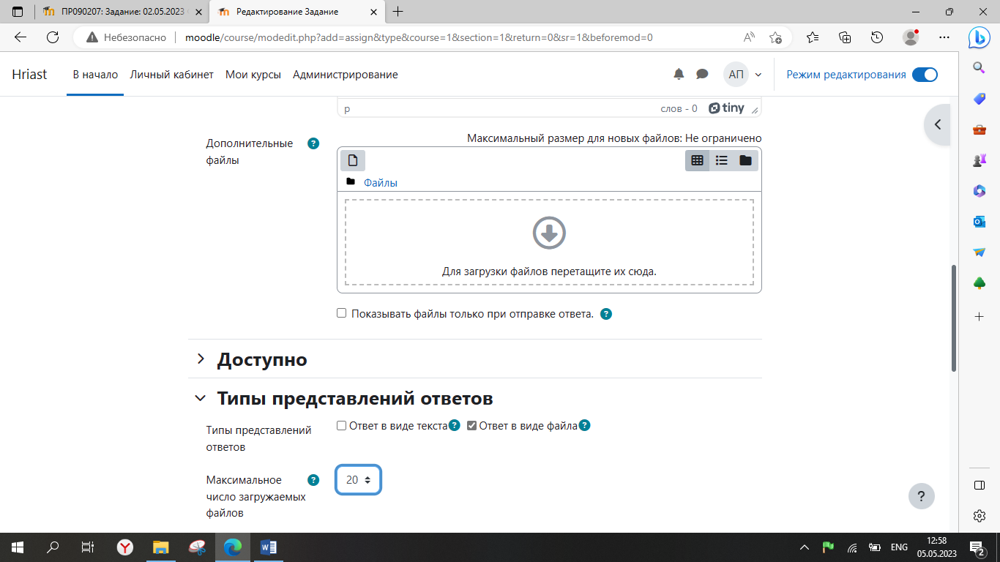 ПР090207: Задание: 02.05.2023
Редактирование Задание
Небезопасно
moodle/course/modedit.php?add=assign&type&course=1&section=1&return=0&sr=1&beforemod=0
Hriast В начало Личный кабинет Мои курсы Администрирование АП Режим редактирования
p слов - 0 tiny
Максимальный размер для новых файлов: Не ограничено
Дополнительные
файлы
Файлы
Для загрузки файлов перетащите их сюда.
Показывать файлы только при отправке ответа. ?
Доступно
Типы представлений ответов
Типы представлений
ответов
Ответ в виде текста ? Ответ в виде файла ?
Максимальное
число загружаемых
файлов
20
?
ENG
12:58
05.05.2023
2